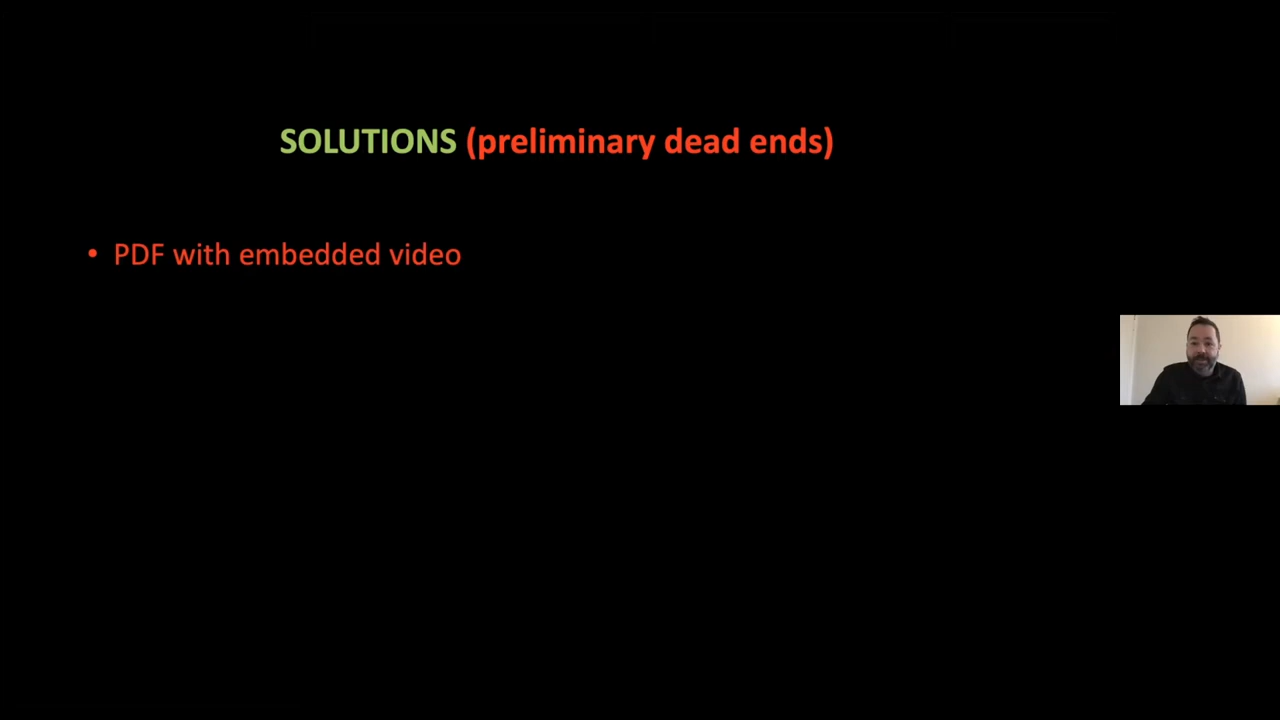 SOLUTIONS (preliminary dead ends)
• PDF with embedded video